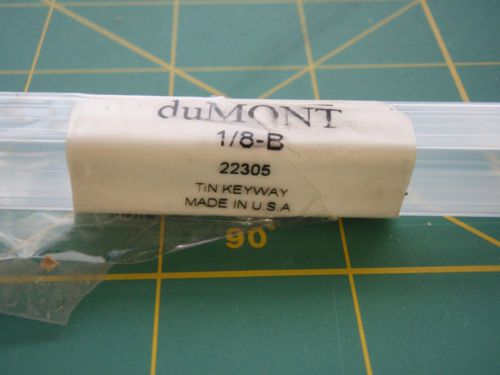 duMONT
1/8-B
22305
TiN KEYWAY
MADE IN U.S.A
90°